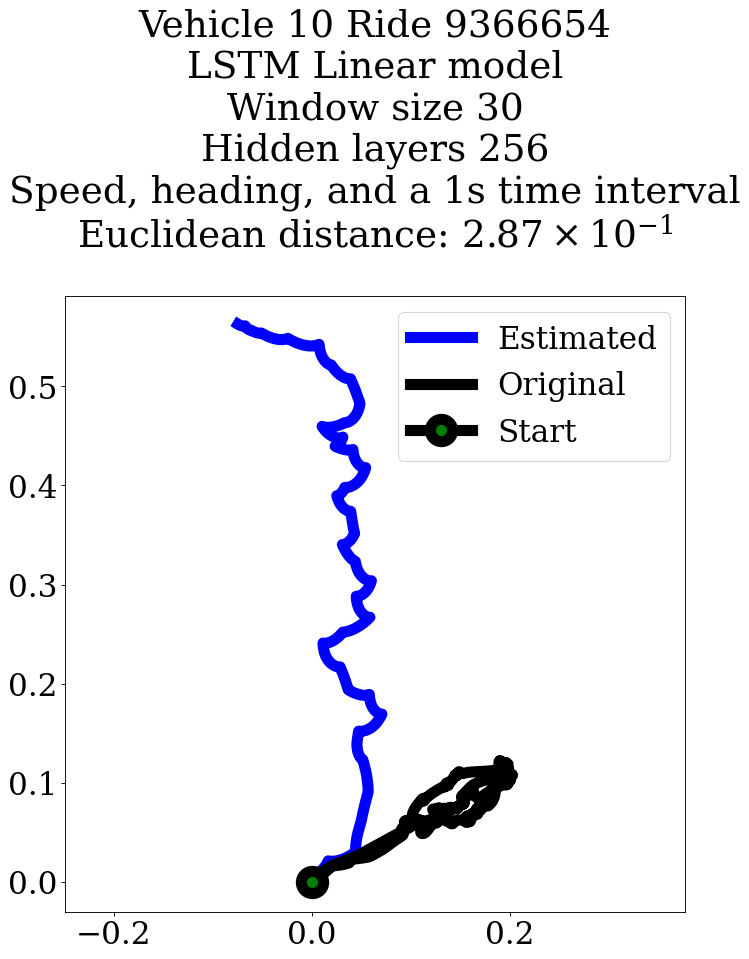 Vehicle 10 Ride 9366654
LSTM Linear model
Window size 30
Hidden layers 256
Speed, heading, and a 1s time interval
Euclidean distance: 2.87 × 10⁻¹
Estimated
Original
Start
0.5
0.4
0.3
0.2
0.1
0.0
−0.2 0.0 0.2